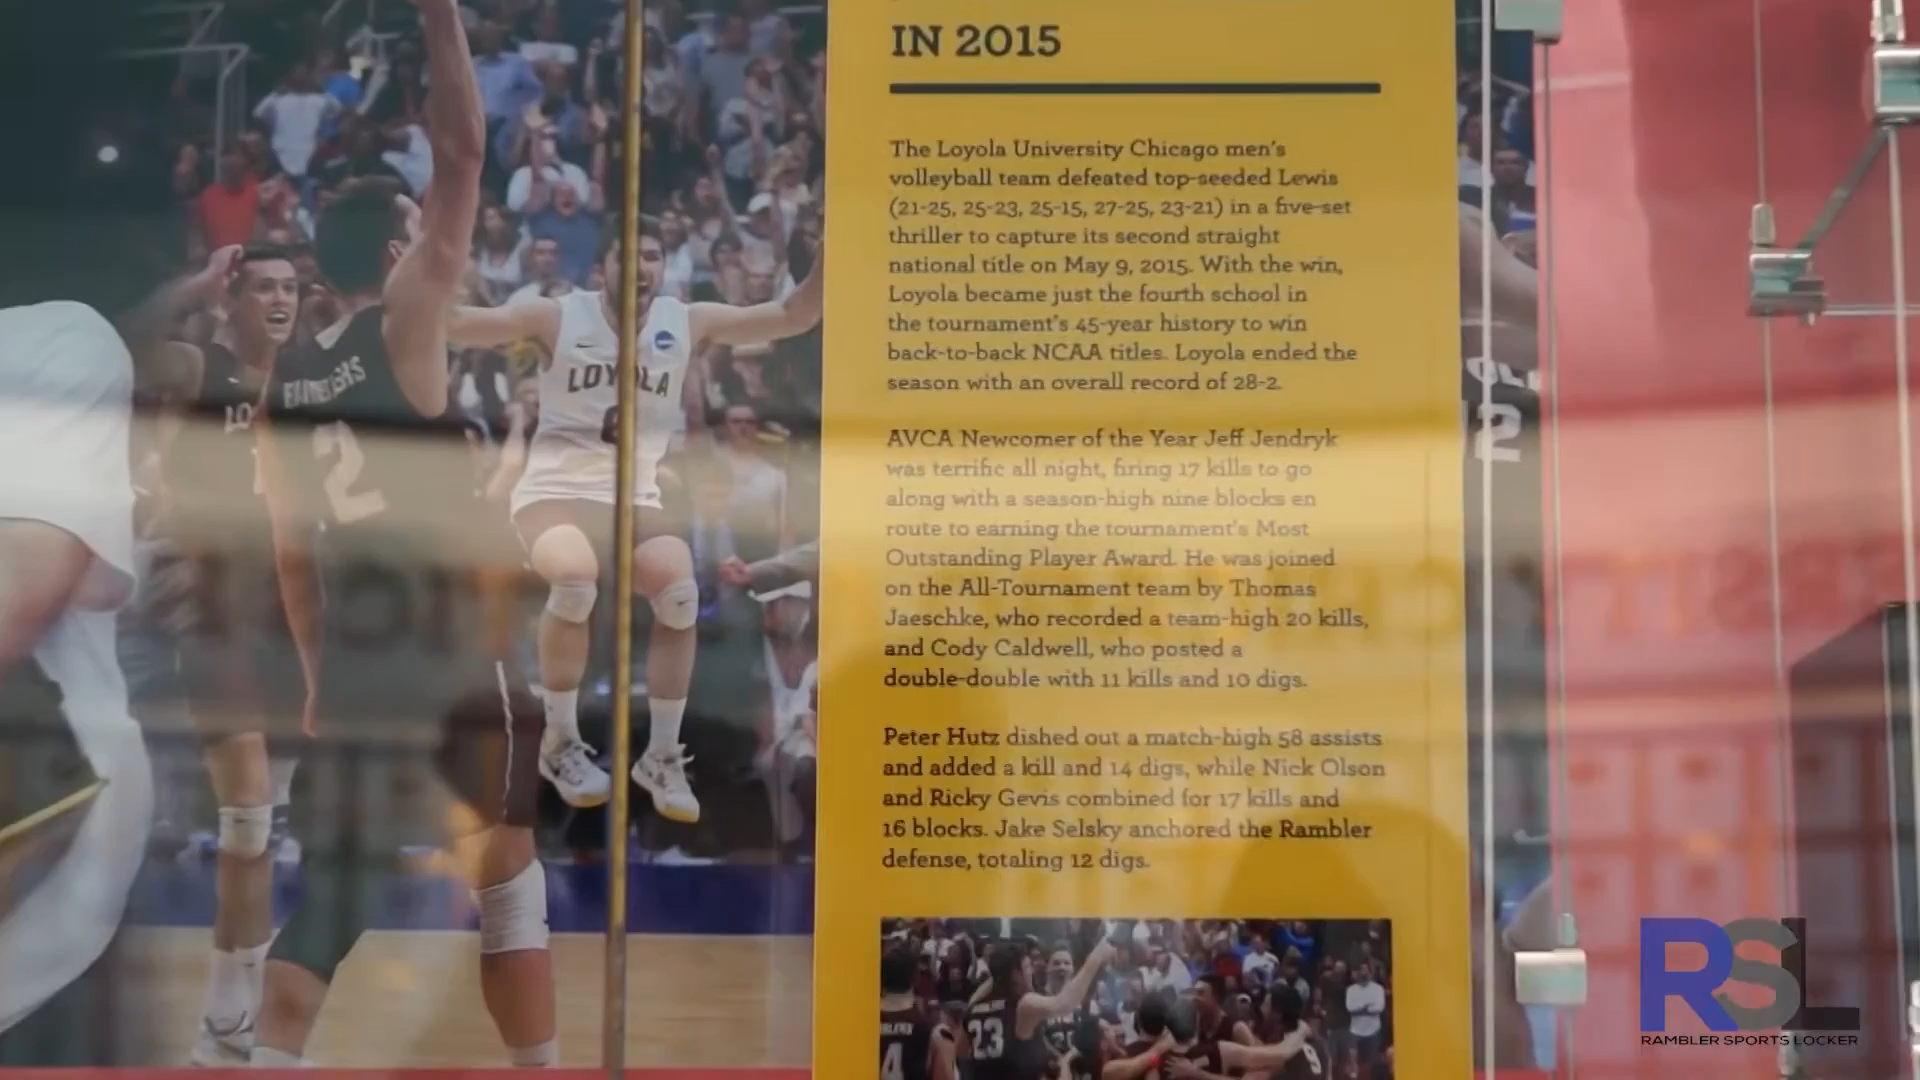 IN 2015
The Loyola University Chicago men's
volleyball team defeated top-seeded Lewis
(21-25, 25-23, 25-15, 27-25, 23-21) in a five-set
thriller to capture its second straight
national title on May 9, 2015. With the win,
Loyola became just the fourth school in
the tournament's 45-year history to win
back-to-back NCAA titles. Loyola ended the
season with an overall record of 28-2.
AVCA Newcomer of the Year Jeff Jendryk
was terrific all night, firing 17 kills to go
along with a season-high nine blocks en
route to earning the tournament's Most
Outstanding Player Award. He was joined
on the All-Tournament team by Thomas
Jaeschke, who recorded a team-high 20 kills,
and Cody Caldwell, who posted a
double-double with 11 kills and 10 digs.
Peter Hutz dished out a match-high 58 assists
and added a kill and 14 digs, while Nick Olson
and Ricky Gevis combined for 17 kills and
16 blocks. Jake Selsky anchored the Rambler
defense, totaling 12 digs.
LO
RAMBLERS
2
LOYOLA
2
4
23
9
RSL
RAMBLER SPORTS LOCKER